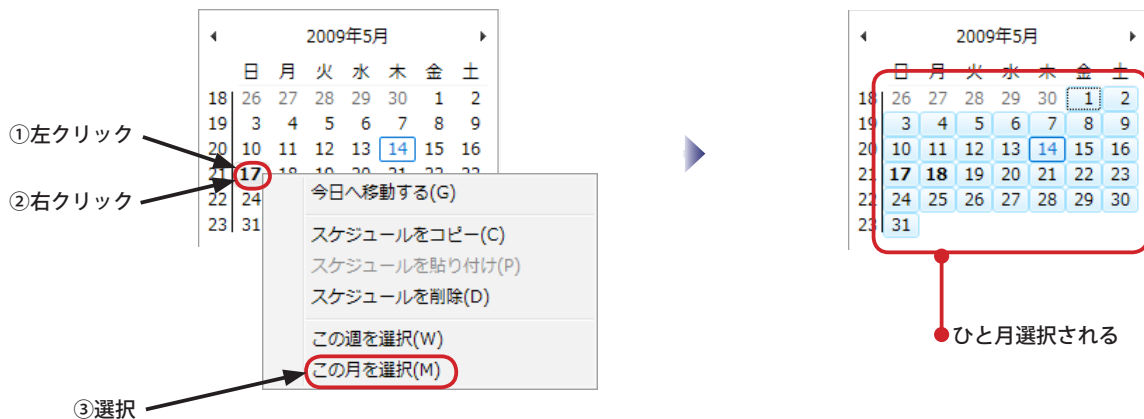 2009年5月
日 月 火 水 木 金 土
18 26 27 28 29 30 1 2
19 3 4 5 6 7 8 9
20 10 11 12 13 14 15 16
21 17 18 19 20 21 22 23
22 24
23 31
①左クリック
②右クリック
今日へ移動する(G)
スケジュールをコピー(C)
スケジュールを貼り付け(P)
スケジュールを削除(D)
この週を選択(W)
この月を選択(M)
③選択
2009年5月
日 月 火 水 木 金 土
18 26 27 28 29 30 1 2
19 3 4 5 6 7 8 9
20 10 11 12 13 14 15 16
21 17 18 19 20 21 22 23
22 24 25 26 27 28 29 30
23 31
ひと月選択される